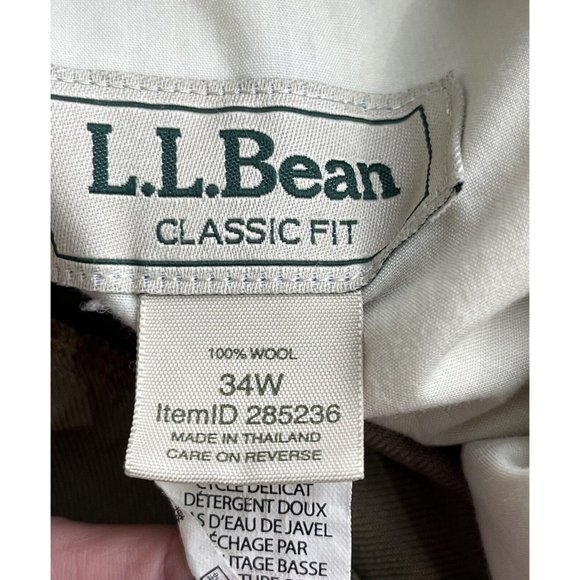 L.L.Bean
CLASSIC FIT
100% WOOL
34W
ItemID 285236
MADE IN THAILAND
CARE ON REVERSE
CYCLE DÉLICAT
DÉTERGENT DOUX
D'EAU DE JAVEL
PAR
BASSE